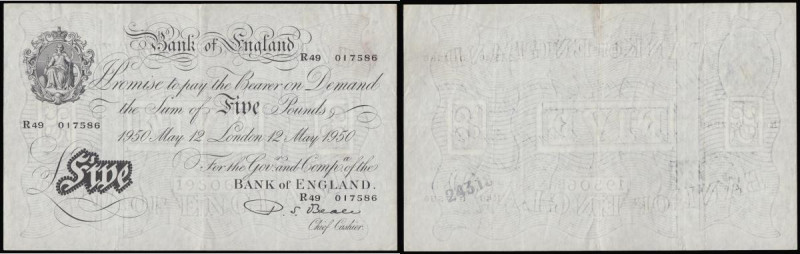 Bank of England
R49 017586
I Promise to pay the Bearer on Demand
the Sum of Five Pounds
R49 017586
1950 May 12 London 12 May 1950
For the Govr. and Compa. of the
BANK OF ENGLAND.
£Five
R49 017586
P. S. Beale
Chief Cashier.
FIVE